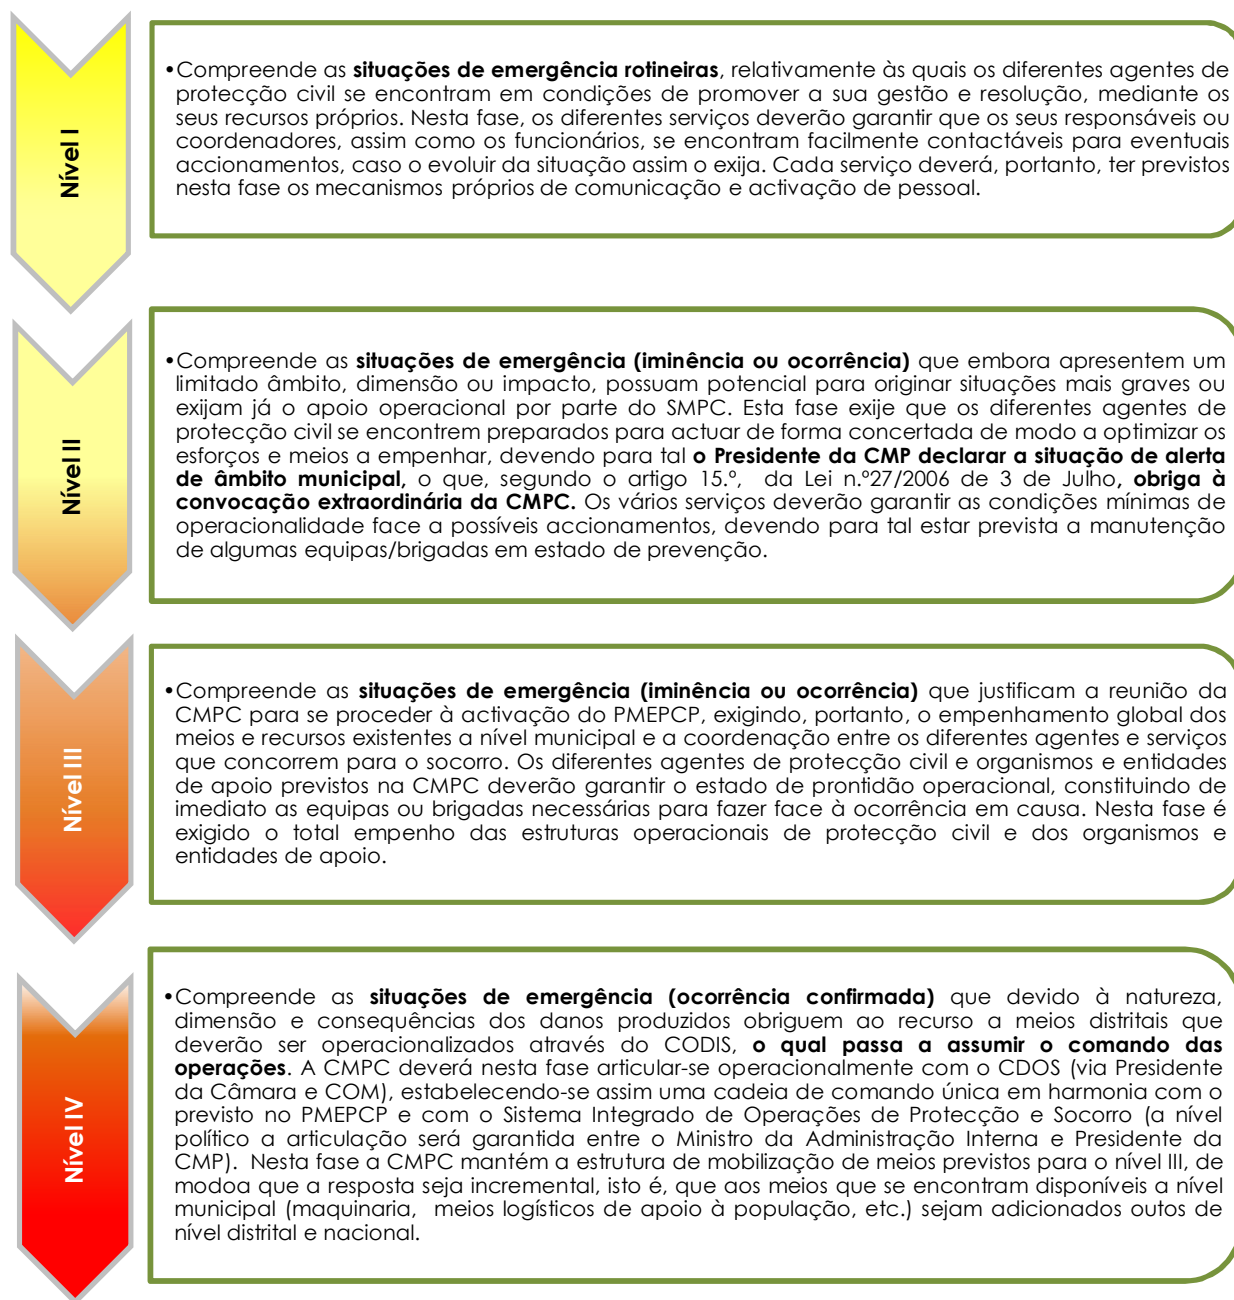 Nível I
•Compreende as situações de emergência rotineiras, relativamente às quais os diferentes agentes de
protecção civil se encontram em condições de promover a sua gestão e resolução, mediante os
seus recursos próprios. Nesta fase, os diferentes serviços deverão garantir que os seus responsáveis ou
coordenadores, assim como os funcionários, se encontram facilmente contactáveis para eventuais
accionamentos, caso o evoluir da situação assim o exija. Cada serviço deverá, portanto, ter previstos
nesta fase os mecanismos próprios de comunicação e activação de pessoal.
Nível II
•Compreende as situações de emergência (iminência ou ocorrência) que embora apresentem um
limitado âmbito, dimensão ou impacto, possuam potencial para originar situações mais graves ou
exijam já o apoio operacional por parte do SMPC. Esta fase exije que os diferentes agentes de
protecção civil se encontrem preparados para actuar de forma concertada de modo a optimizar os
esforços e meios a empenhar, devendo para tal o Presidente da CMP declarar a situação de alerta
de âmbito municipal, o que, segundo o artigo 15.º, da Lei n.º27/2006 de 3 de Julho, obriga à
convocação extraordinária da CMPC. Os vários serviços deverão garantir as condições mínimas de
operacionalidade face a possíveis accionamentos, devendo para tal estar prevista a manutenção
de algumas equipas/brigadas em estado de prevenção.
Nível III
•Compreende as situações de emergência (iminência ou ocorrência) que justificam a reunião da
CMPC para se proceder à activação do PMEPCP, exigindo, portanto, o empenhamento global dos
meios e recursos existentes a nível municipal e a coordenação entre os diferentes agentes e serviços
que concorrem para o socorro. Os diferentes agentes de protecção civil e organismos e entidades
de apoio previstos na CMPC deverão garantir o estado de prontidão operacional, constituindo de
imediato as equipas ou brigadas necessárias para fazer face à ocorrência em causa. Nesta fase é
exigido o total empenho das estruturas operacionais de protecção civil e dos organismos e
entidades de apoio.
Nível IV
•Compreende as situações de emergência (ocorrência confirmada) que devido à natureza,
dimensão e consequências dos danos produzidos obriguem ao recurso a meios distritais que
deverão ser operacionalizados através do CODIS, o qual passa a assumir o comando das
operações. A CMPC deverá nesta fase articular-se operacionalmente com o CDOS (via Presidente
da Câmara e COM), estabelecendo-se assim uma cadeia de comando única em harmonia com o
previsto no PMEPCP e com o Sistema Integrado de Operações de Protecção e Socorro (a nível
político a articulação será garantida entre o Ministro da Administração Interna e Presidente da
CMP). Nesta fase a CMPC mantém a estrutura de mobilização de meios previstos para o nível III, de
modoa que a resposta seja incremental, isto é, que aos meios que se encontram disponíveis a nível
municipal (maquinaria, meios logísticos de apoio à população, etc.) sejam adicionados outos de
nível distrital e nacional.